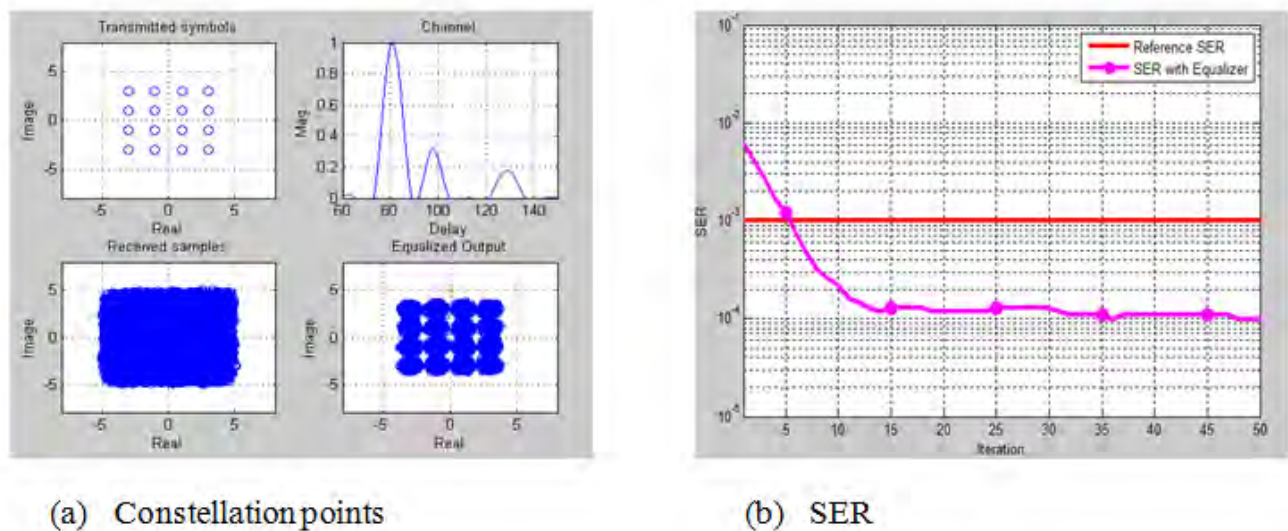 Transmitted symbols
Image
5
0
-5
-5 0 5
Real
Channel
Mag
1
0.8
0.6
0.4
0.2
0
60 80 100 120 140
Delay
Received samples
Image
5
0
-5
-5 0 5
Real
Equalized Output
Image
5
0
-5
-5 0 5
Real
(a) Constellation points
Reference SER
SER with Equalizer
SER
10-1
10-2
10-3
10-4
10-5
5 10 15 20 25 30 35 40 45 50
Iteration
(b) SER